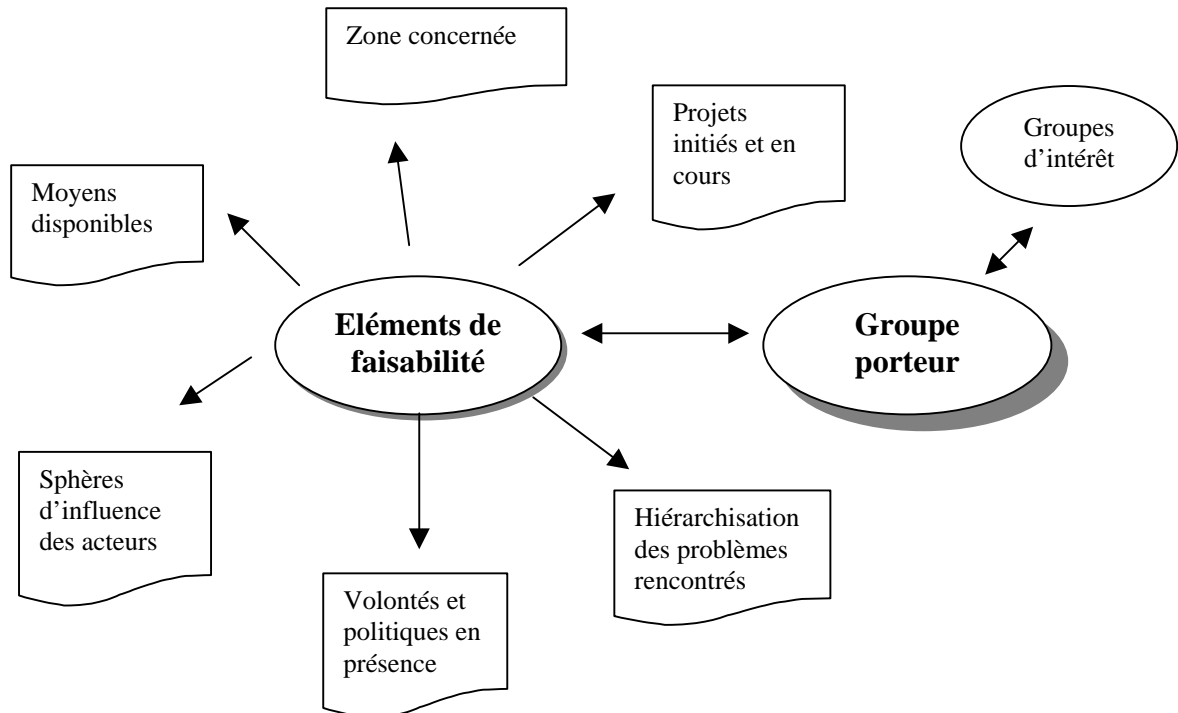 Zone concernée
Projets
initiés et en
cours
Groupes
d’intérêt
Moyens
disponibles
Eléments de
faisabilité
Groupe
porteur
Sphères
d’influence
des acteurs
Hiérarchisation
des problèmes
rencontrés
Volontés et
politiques en
présence